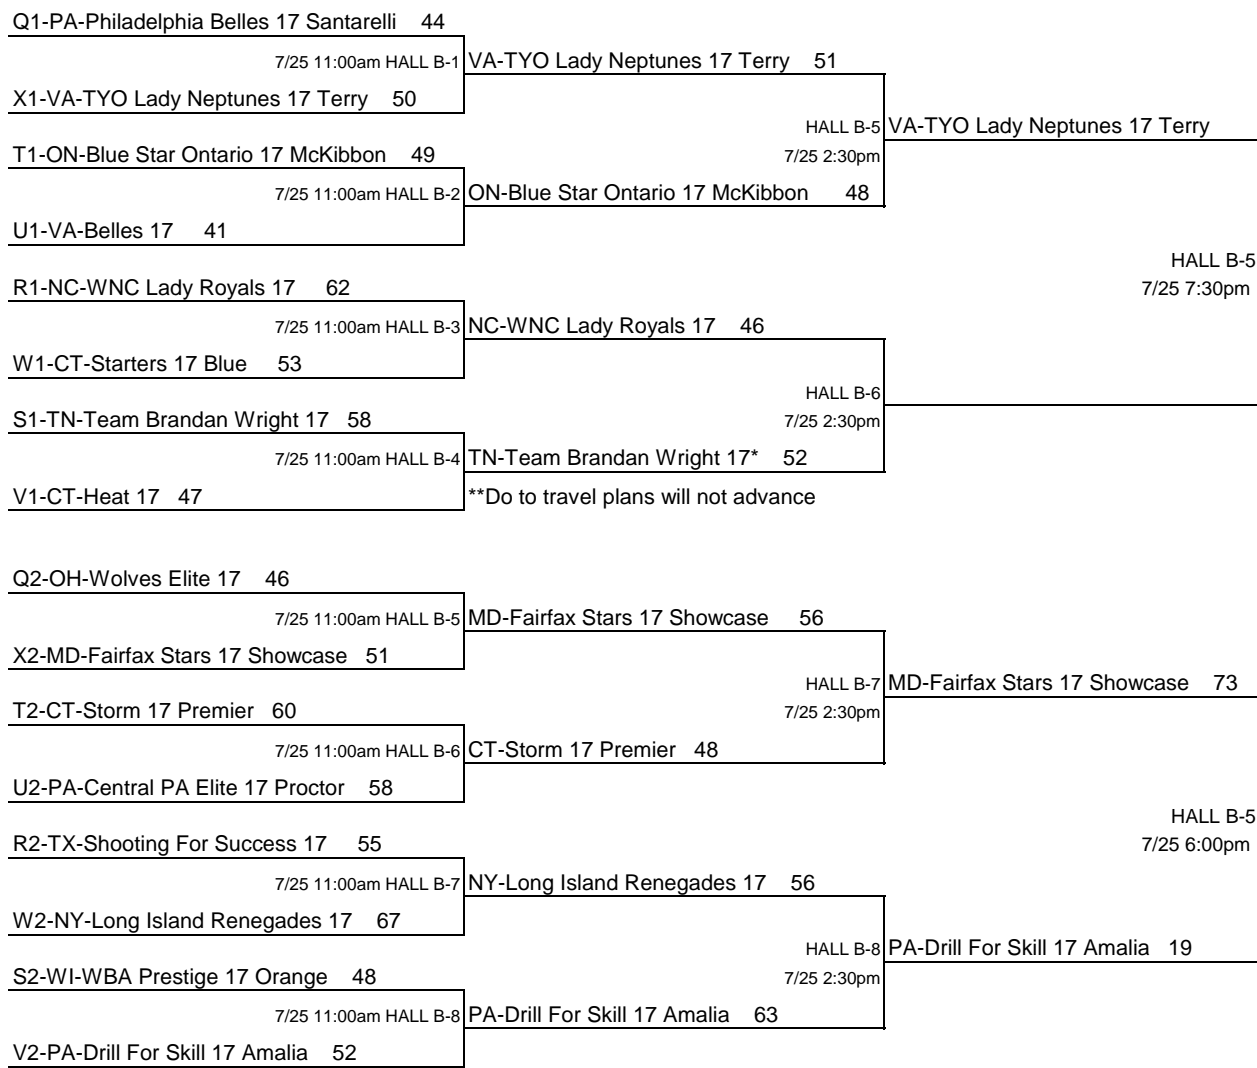 Q1-PA-Philadelphia Belles 17 Santarelli 44
7/25 11:00am HALL B-1 VA-TYO Lady Neptunes 17 Terry 51
X1-VA-TYO Lady Neptunes 17 Terry 50
HALL B-5 VA-TYO Lady Neptunes 17 Terry
T1-ON-Blue Star Ontario 17 McKibbon 49
7/25 2:30pm
7/25 11:00am HALL B-2 ON-Blue Star Ontario 17 McKibbon 48
U1-VA-Belles 17 41
HALL B-5
R1-NC-WNC Lady Royals 17 62
7/25 7:30pm
7/25 11:00am HALL B-3 NC-WNC Lady Royals 17 46
W1-CT-Starters 17 Blue 53
HALL B-6
S1-TN-Team Brandan Wright 17 58
7/25 2:30pm
7/25 11:00am HALL B-4 TN-Team Brandan Wright 17* 52
V1-CT-Heat 17 47
**Do to travel plans will not advance
Q2-OH-Wolves Elite 17 46
7/25 11:00am HALL B-5 MD-Fairfax Stars 17 Showcase 56
X2-MD-Fairfax Stars 17 Showcase 51
HALL B-7 MD-Fairfax Stars 17 Showcase 73
T2-CT-Storm 17 Premier 60
7/25 2:30pm
7/25 11:00am HALL B-6 CT-Storm 17 Premier 48
U2-PA-Central PA Elite 17 Proctor 58
HALL B-5
R2-TX-Shooting For Success 17 55
7/25 6:00pm
7/25 11:00am HALL B-7 NY-Long Island Renegades 17 56
W2-NY-Long Island Renegades 17 67
HALL B-8 PA-Drill For Skill 17 Amalia 19
S2-WI-WBA Prestige 17 Orange 48
7/25 2:30pm
7/25 11:00am HALL B-8 PA-Drill For Skill 17 Amalia 63
V2-PA-Drill For Skill 17 Amalia 52